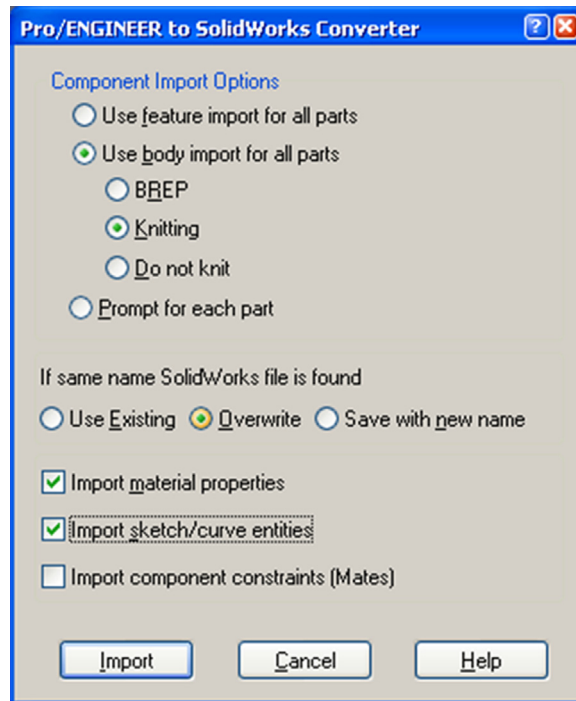 Pro/ENGINEER to SolidWorks Converter
Component Import Options
Use feature import for all parts
Use body import for all parts
BREP
Knitting
Do not knit
Prompt for each part
If same name SolidWorks file is found
Use Existing Overwrite Save with new name
Import material properties
Import sketch/curve entities
Import component constraints (Mates)
Import Cancel Help